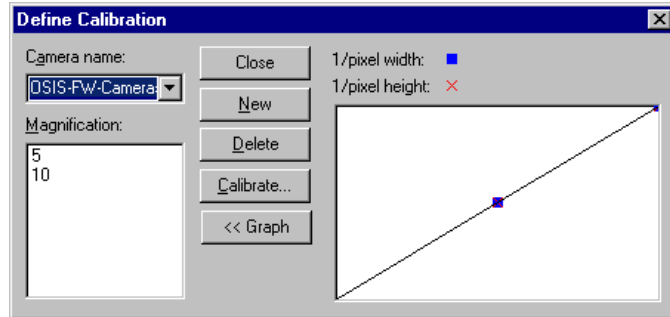 Define Calibration
Camera name:
OSIS-FW-Camera
Magnification:
5
10
Close
New
Delete
Calibrate...
<< Graph
1/pixel width:
1/pixel height: